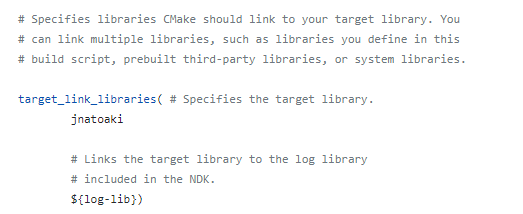 # Specifies libraries CMake should link to your target library. You
# can link multiple libraries, such as libraries you define in this
# build script, prebuilt third-party libraries, or system libraries.
target_link_libraries( # Specifies the target library.
jnatoaki
# Links the target library to the log library
# included in the NDK.
${log-lib})